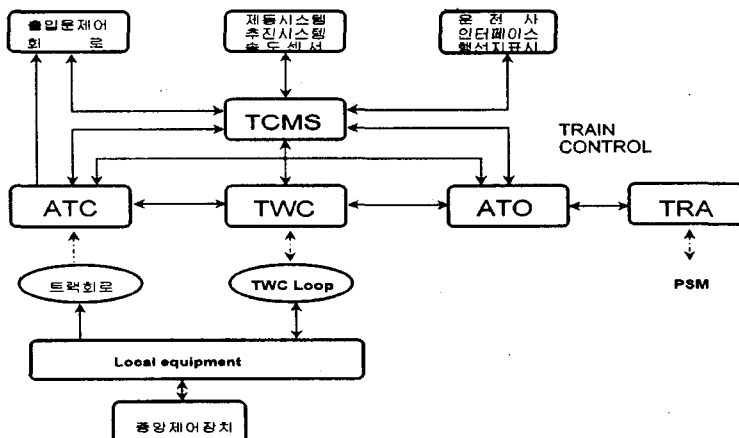 출입문제어
회 로
제동시스템
추진시스템
속도센서
운 전 사
인터페이스
행선지표시
TCMS
TRAIN
CONTROL
ATC
TWC
ATO
TRA
트랙회로
TWC Loop
PSM
Local equipment
중앙제어장치